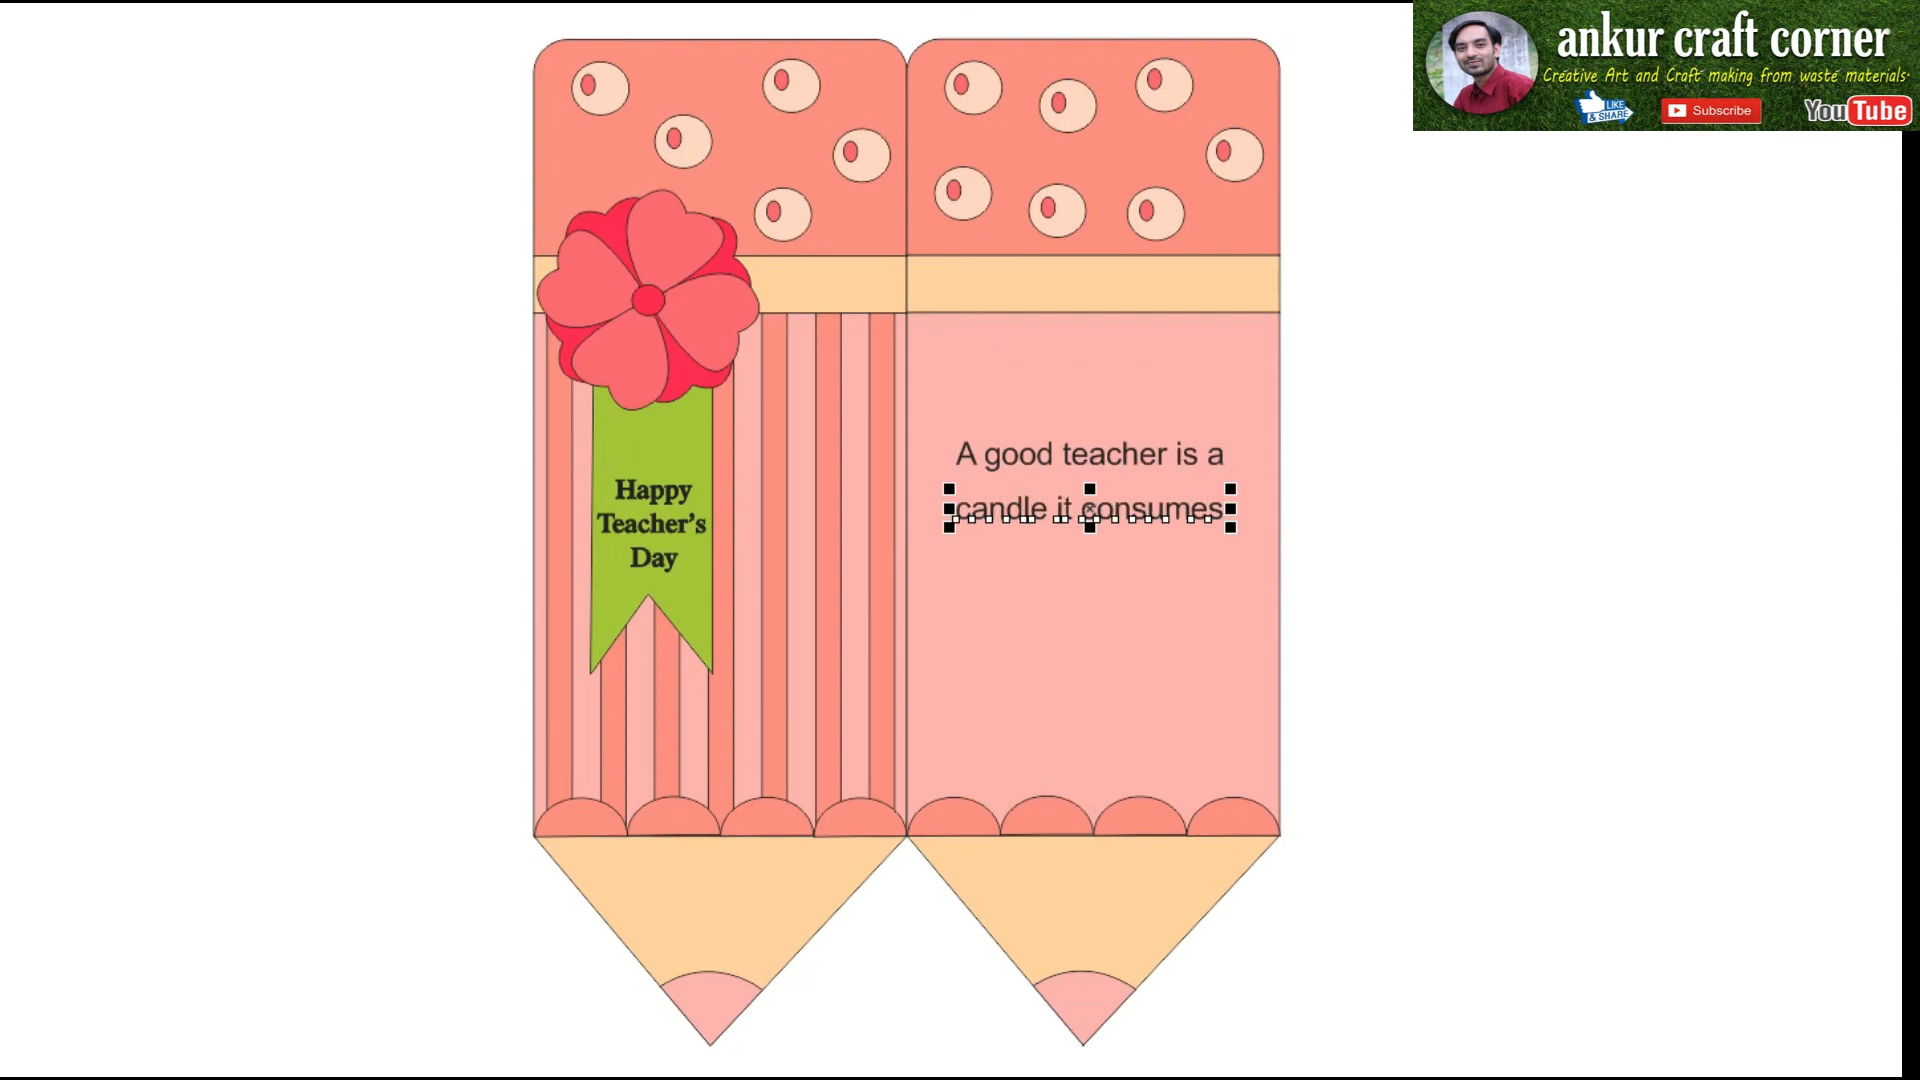 ankur craft corner
Creative Art and Craft making from waste materials.
LIKE
& SHARE
Subscribe
YouTube
Happy
Teacher's
Day
A good teacher is a
candle it consumes